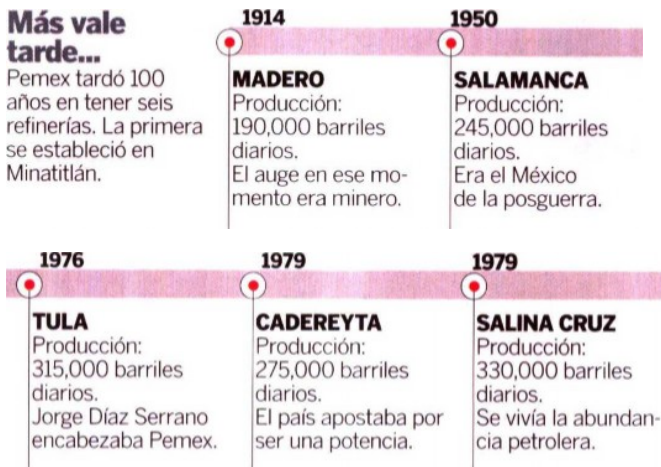 Más vale
tarde...
Pemex tardó 100
años en tener seis
refinerías. La primera
se estableció en
Minatitlán.
1914
MADERO
Producción:
190,000 barriles
diarios.
El auge en ese mo-
mento era minero.
1950
SALAMANCA
Producción:
245,000 barriles
diarios.
Era el México
de la posguerra.
1976
TULA
Producción:
315,000 barriles
diarios.
Jorge Díaz Serrano
encabezaba Pemex.
1979
CADEREYTA
Producción:
275,000 barriles
diarios.
El país apostaba por
ser una potencia.
1979
SALINA CRUZ
Producción:
330,000 barriles
diarios.
Se vivía la abundan-
cia petrolera.